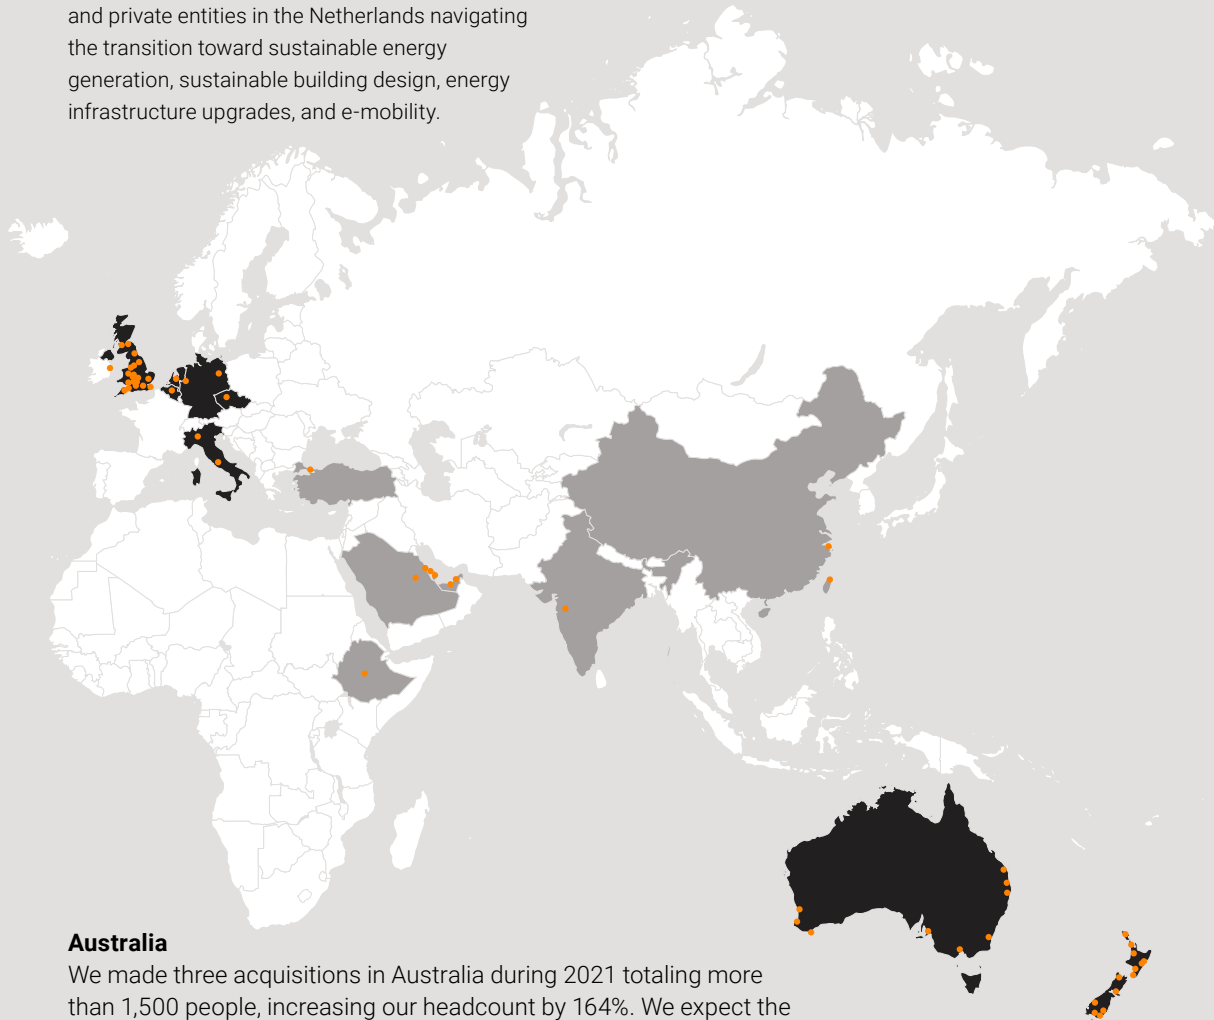 and private entities in the Netherlands navigating
the transition toward sustainable energy
generation, sustainable building design, energy
infrastructure upgrades, and e-mobility.
Australia
We made three acquisitions in Australia during 2021 totaling more
than 1,500 people, increasing our headcount by 164%. We expect the